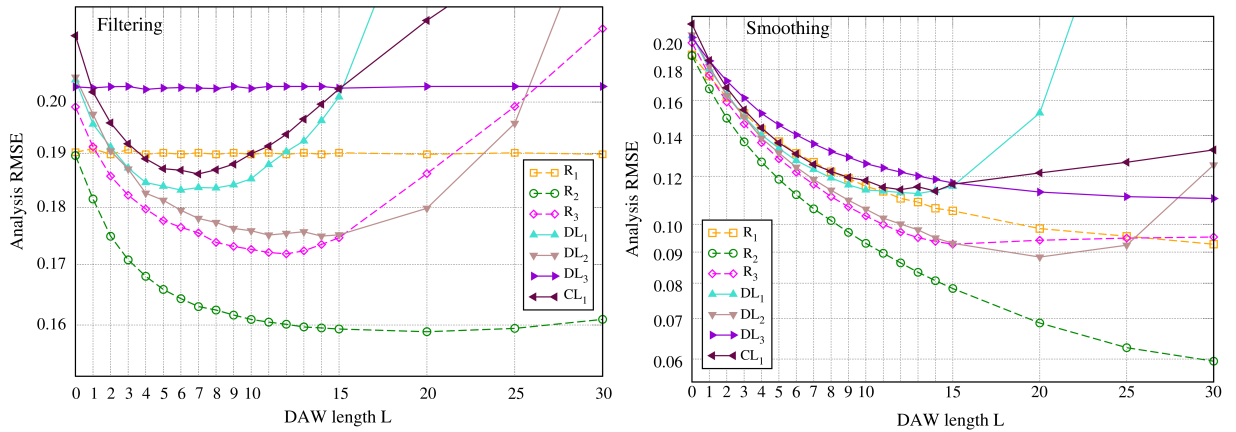 Filtering
Analysis RMSE
0.20
0.19
0.18
0.17
0.16
R1
R2
R3
DL1
DL2
DL3
CL1
0 1 2 3 4 5 6 7 8 9 10 15 20 25 30
DAW length L
Smoothing
Analysis RMSE
0.20
0.18
0.16
0.14
0.12
0.10
0.09
0.08
0.07
0.06
R1
R2
R3
DL1
DL2
DL3
CL1
0 1 2 3 4 5 6 7 8 9 10 15 20 25 30
DAW length L